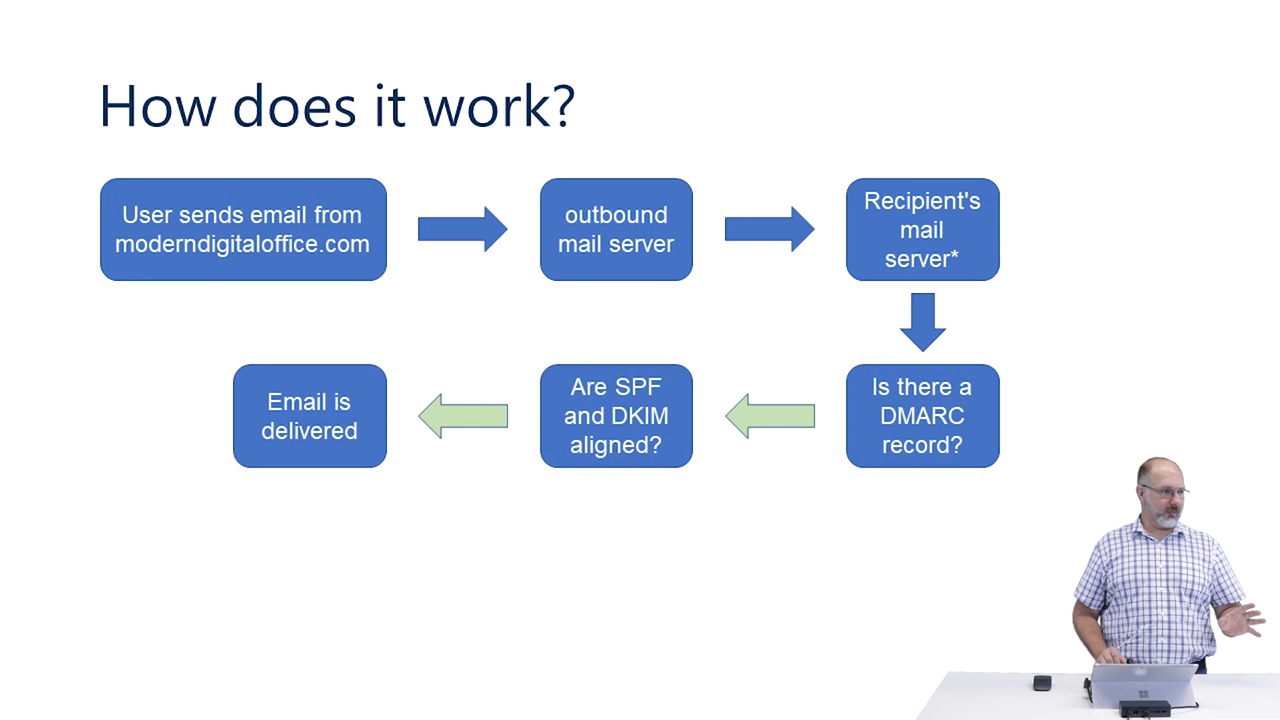 How does it work?
User sends email from
moderndigitaloffice.com
outbound
mail server
Recipient's
mail
server*
Email is
delivered
Are SPF
and DKIM
aligned?
Is there a
DMARC
record?